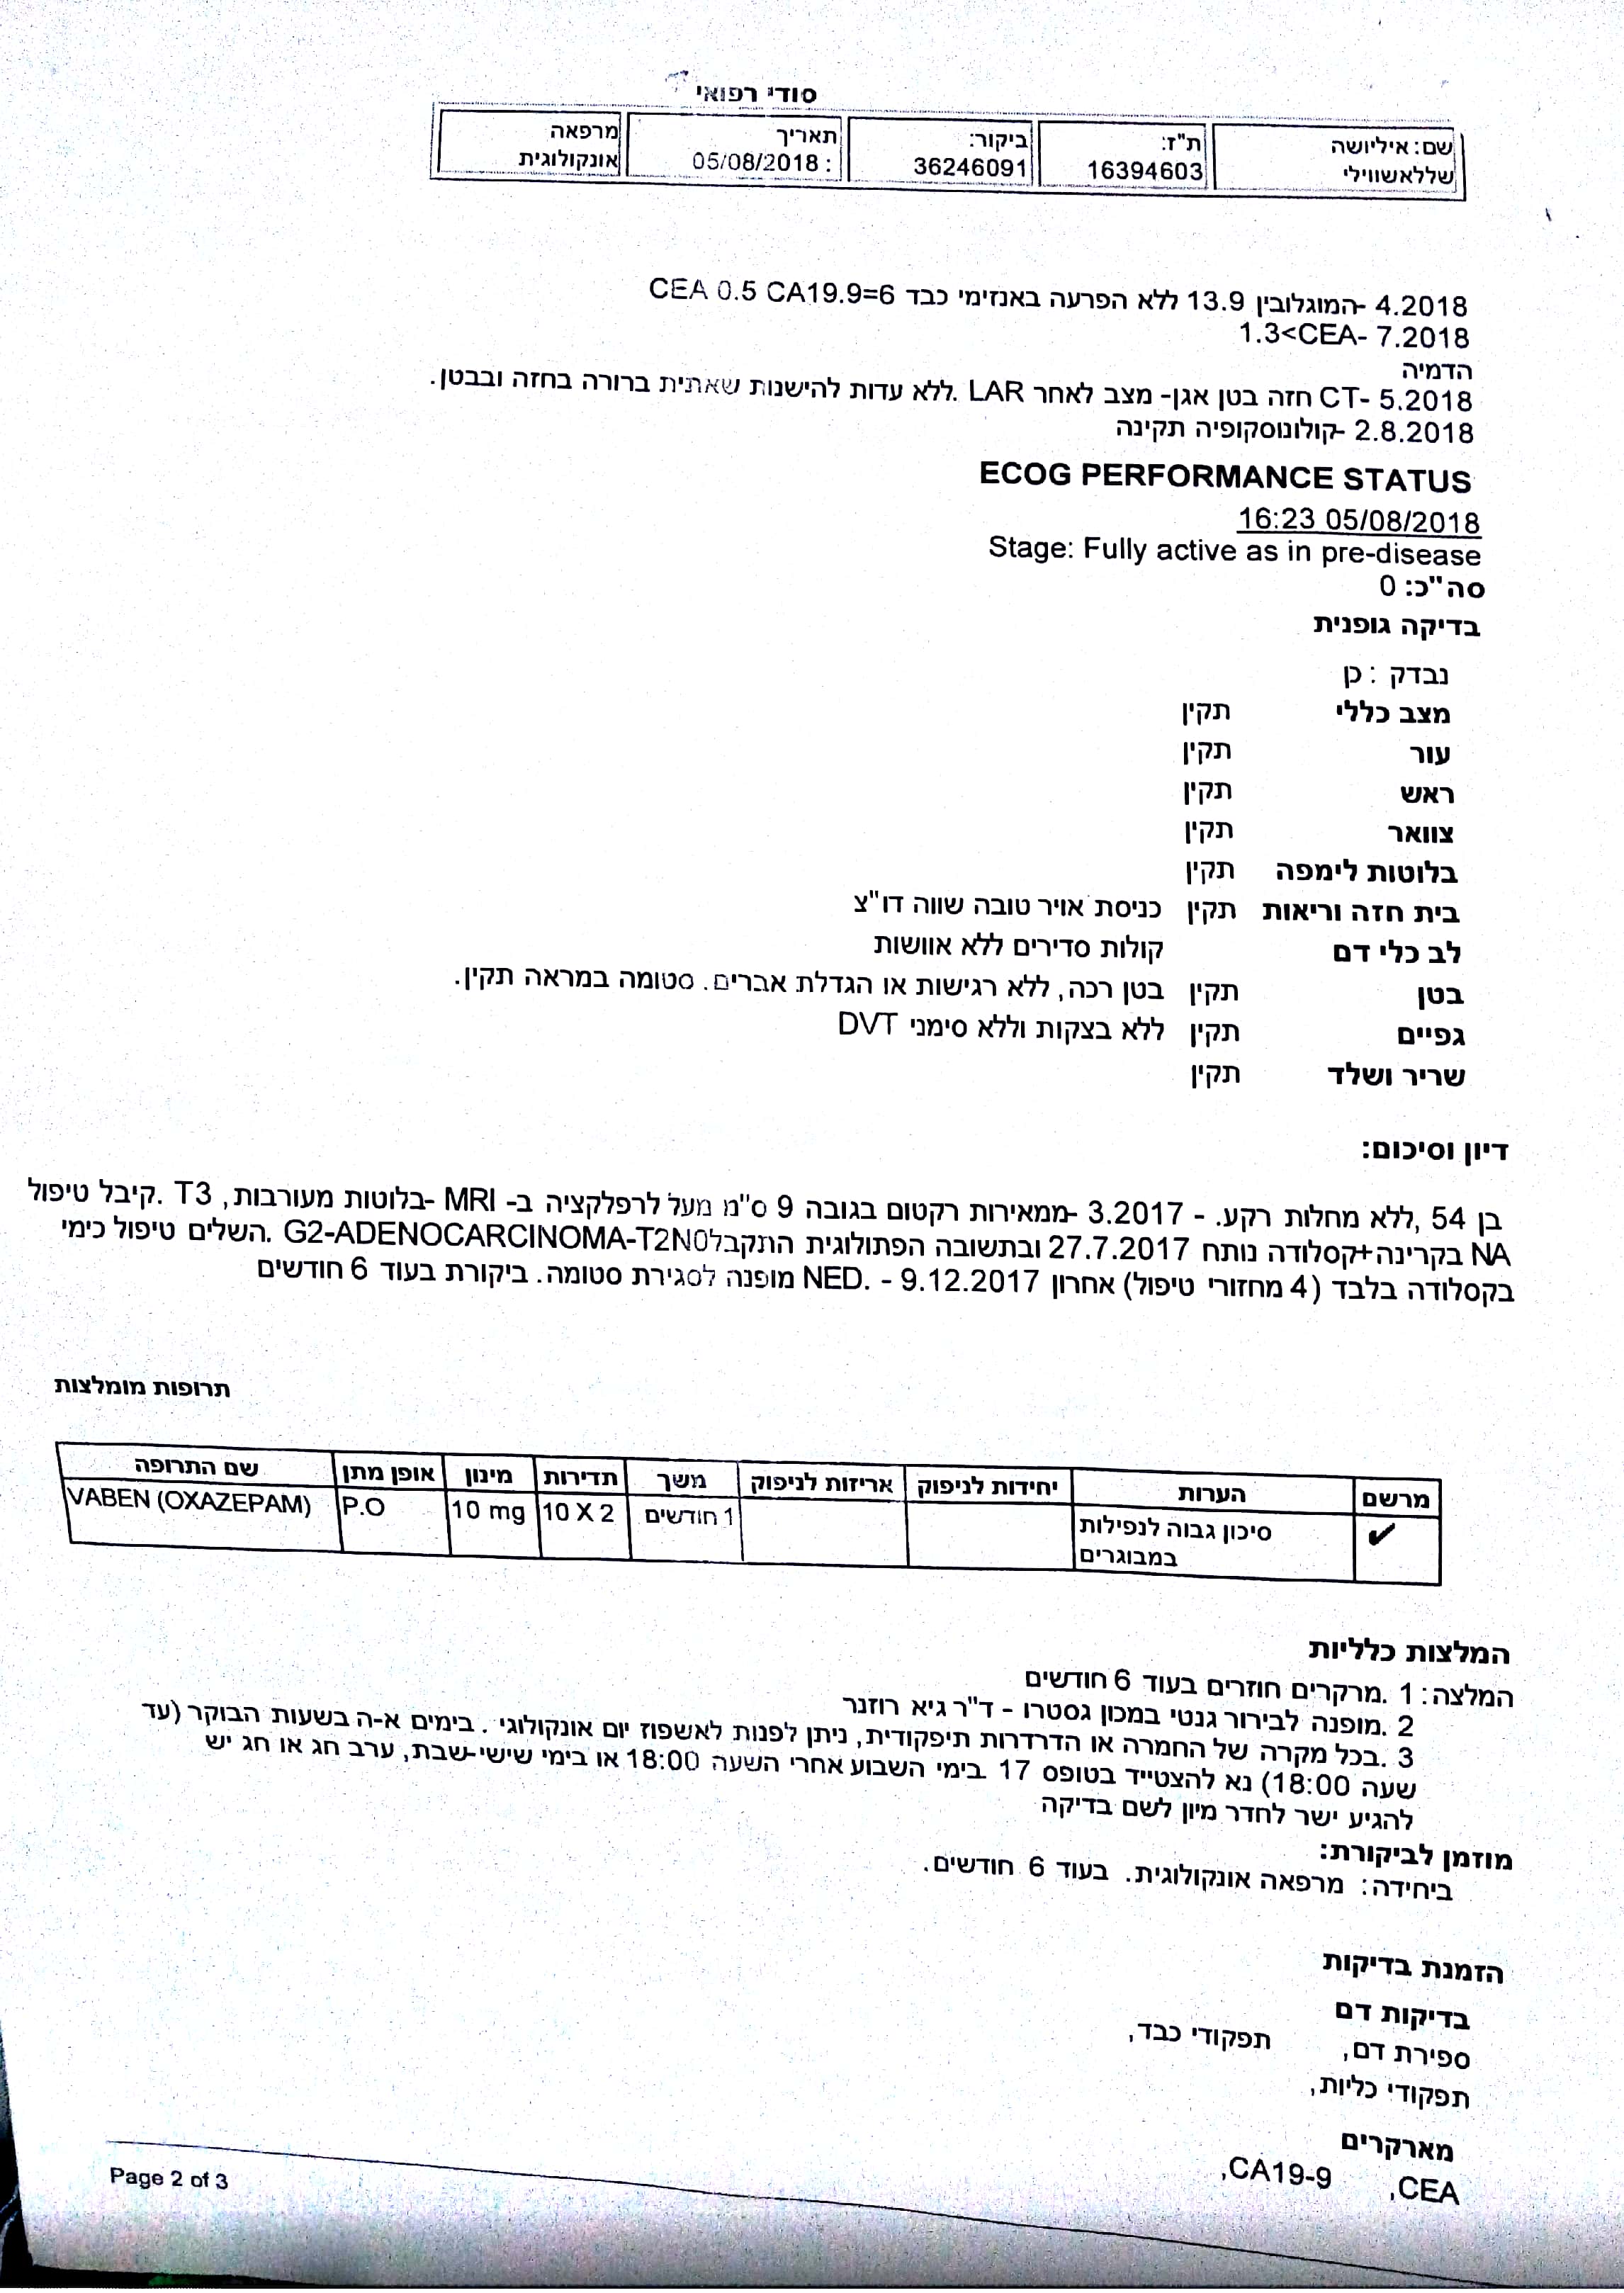 סודי רפואי
שם: איליושה שללאשווילי ת"ז: 16394603 ביקור: 36246091 תאריך : 05/08/2018 מרפאה אונקולוגית
4.2018 -המוגלובין 13.9 ללא הפרעה באנזימי כבד CEA 0.5 CA19.9=6
7.2018 -CEA>1.3
הדמיה
5.2018 -CT חזה בטן אגן- מצב לאחר LAR .ללא עדות להישנות שאתית ברורה בחזה ובבטן.
2.8.2018 -קולונוסקופיה תקינה
ECOG PERFORMANCE STATUS
16:23 05/08/2018
Stage: Fully active as in pre-disease
סה"כ: 0
בדיקה גופנית
נבדק : כן
מצב כללי תקין
עור תקין
ראש תקין
צוואר תקין
בלוטות לימפה תקין
בית חזה וריאות תקין כניסת אויר טובה שווה דו"צ
לב כלי דם קולות סדירים ללא אוושות
בטן תקין בטן רכה, ללא רגישות או הגדלת אברים. סטומה במראה תקין.
גפיים תקין ללא בצקות וללא סימני DVT
שריר ושלד תקין
דיון וסיכום:
בן 54 ,ללא מחלות רקע. - 3.2017 -ממאירות רקטום בגובה 9 ס"מ מעל לרפלקציה ב- MRI -בלוטות מעורבות, T3 .קיבל טיפול
NA בקרינה+קסלודה נותח 27.7.2017 ובתשובה הפתולוגית התקבל G2-ADENOCARCINOMA-T2N0 .השלים טיפול כימי
בקסלודה בלבד (4 מחזורי טיפול) אחרון 9.12.2017 - .NED מופנה לסגירת סטומה. ביקורת בעוד 6 חודשים
תרופות מומלצות
מרשם הערות יחידות לניפוק אריזות לניפוק משך תדירות מינון אופן מתן שם התרופה
✔ סיכון גבוה לנפילות במבוגרים 1 חודשים 10 X 2 10 mg P.O VABEN (OXAZEPAM)
המלצות כלליות
המלצה: 1 .מרקרים חוזרים בעוד 6 חודשים
2 .מופנה לבירור גנטי במכון גסטרו - ד"ר גיא רוזנר
3 .בכל מקרה של החמרה או הדרדרות תיפקודית, ניתן לפנות לאשפוז יום אונקולוגי . בימים א-ה בשעות הבוקר (עד
שעה 18:00) נא להצטייד בטופס 17 בימי השבוע אחרי השעה 18:00 או בימי שישי-שבת, ערב חג או חג יש
להגיע ישר לחדר מיון לשם בדיקה
מוזמן לביקורת:
ביחידה: מרפאה אונקולוגית. בעוד 6 חודשים.
הזמנת בדיקות
בדיקות דם
ספירת דם, תפקודי כבד,
תפקודי כליות,
מארקרים
CEA, CA19-9,
Page 2 of 3